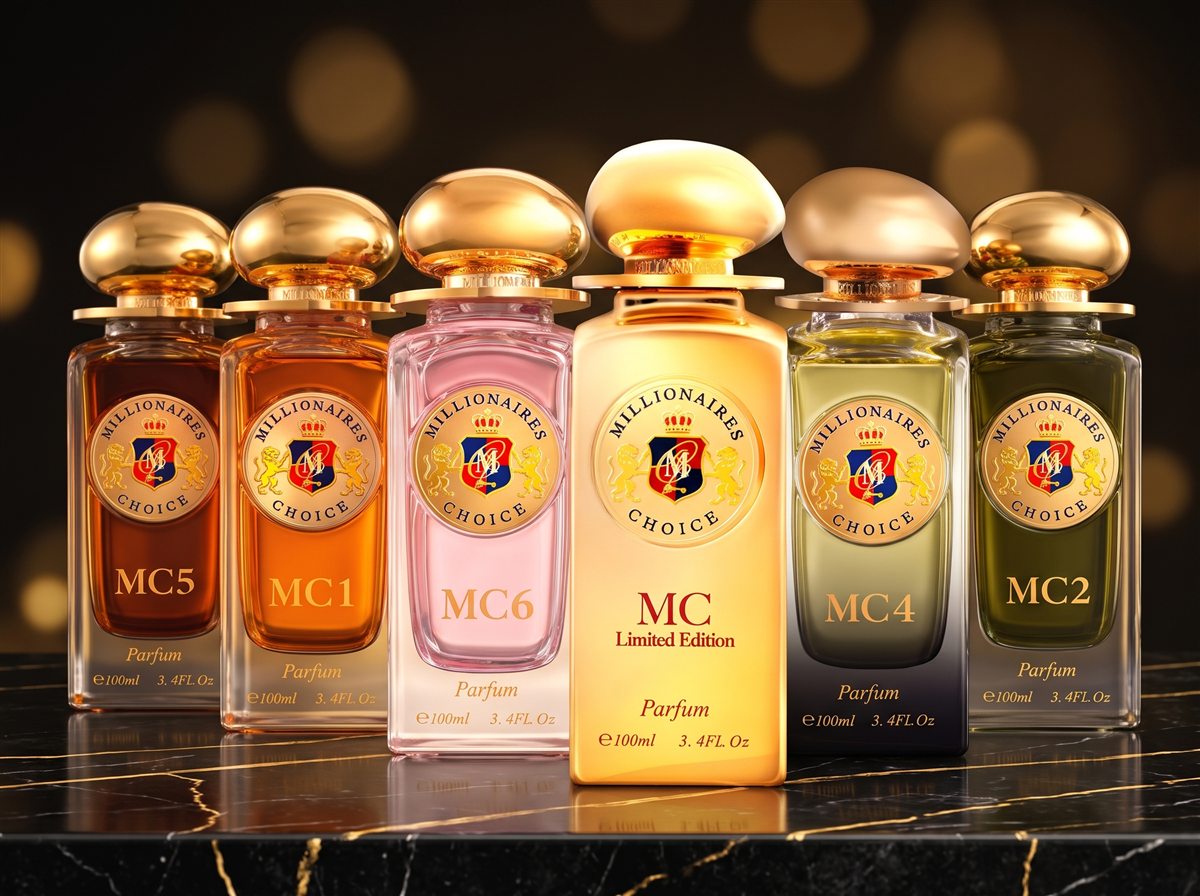 MILLIONAIRES
CHOICE
MC5
Parfum
℮100ml 3. 4FL. Oz
MILLIONAIRES
CHOICE
MC1
Parfum
℮100ml 3. 4FL. Oz
MILLIONAIRES
CHOICE
MC6
Parfum
℮100ml 3. 4FL. Oz
MILLIONAIRES
CHOICE
MC
Limited Edition
Parfum
℮100ml 3. 4FL. Oz
MILLIONAIRES
CHOICE
MC4
Parfum
℮100ml 3. 4FL. Oz
MILLIONAIRES
CHOICE
MC2
Parfum
℮100ml 3. 4FL. Oz